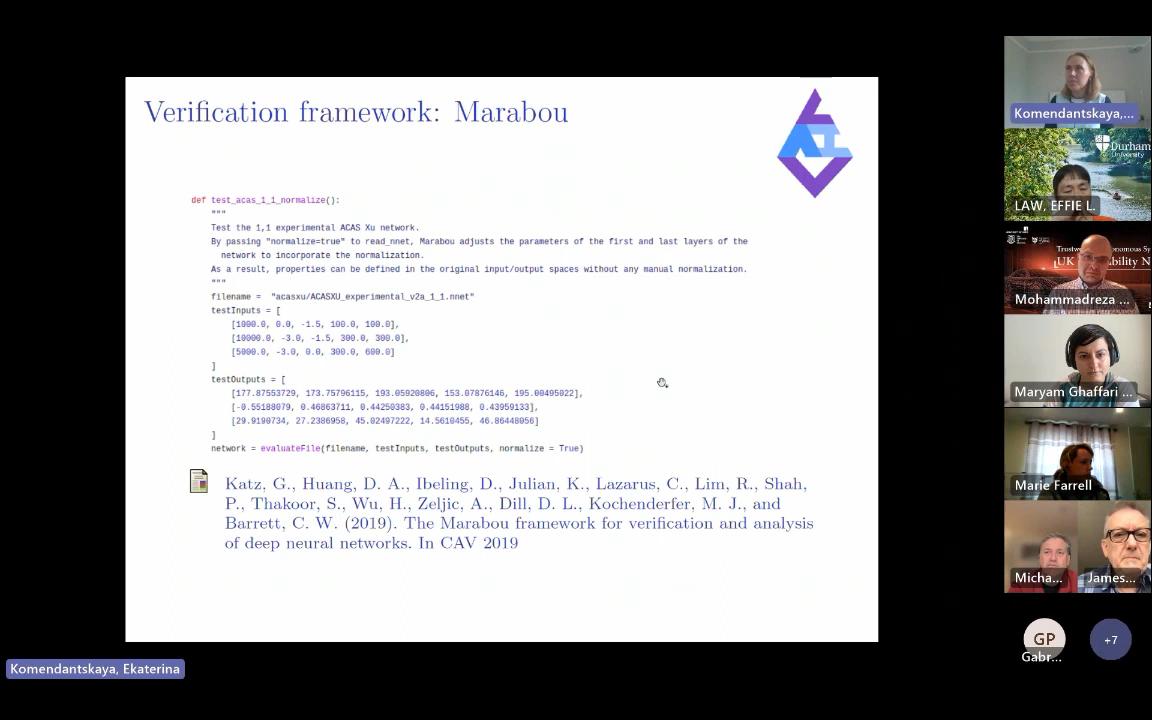 Verification framework: Marabou
def test_acas_1_1_normalize():
"""
Test the 1,1 experimental ACAS Xu network.
By passing "normalize=true" to read_nnet, Marabou adjusts the parameters of the first and last layers of the
network to incorporate the normalization.
As a result, properties can be defined in the original input/output spaces without any manual normalization.
"""
filename = "acasxu/ACASXU_experimental_v2a_1_1.nnet"
testInputs = [
[1000.0, 0.0, -1.5, 100.0, 100.0],
[10000.0, -3.0, -1.5, 300.0, 300.0],
[5000.0, -3.0, 0.0, 300.0, 600.0]
]
testOutputs = [
[177.87553729, 173.75796115, 193.05920806, 153.07876146, 195.00495022],
[-0.55188079, 0.46863711, 0.44250383, 0.44151988, 0.43959133],
[29.9190734, 27.2386958, 45.02497222, 14.5610455, 46.86448056]
]
network = evaluateFile(filename, testInputs, testOutputs, normalize = True)
Katz, G., Huang, D. A., Ibeling, D., Julian, K., Lazarus, C., Lim, R., Shah,
P., Thakoor, S., Wu, H., Zeljic, A., Dill, D. L., Kochenderfer, M. J., and
Barrett, C. W. (2019). The Marabou framework for verification and analysis
of deep neural networks. In CAV 2019
Komendantskaya, Ekaterina
Komendantskaya,...
Durham
University
LAW, EFFIE L.
Mohammadreza ...
Maryam Ghaffari ...
Marie Farrell
Micha...
James...
GP
Gabr...
+7